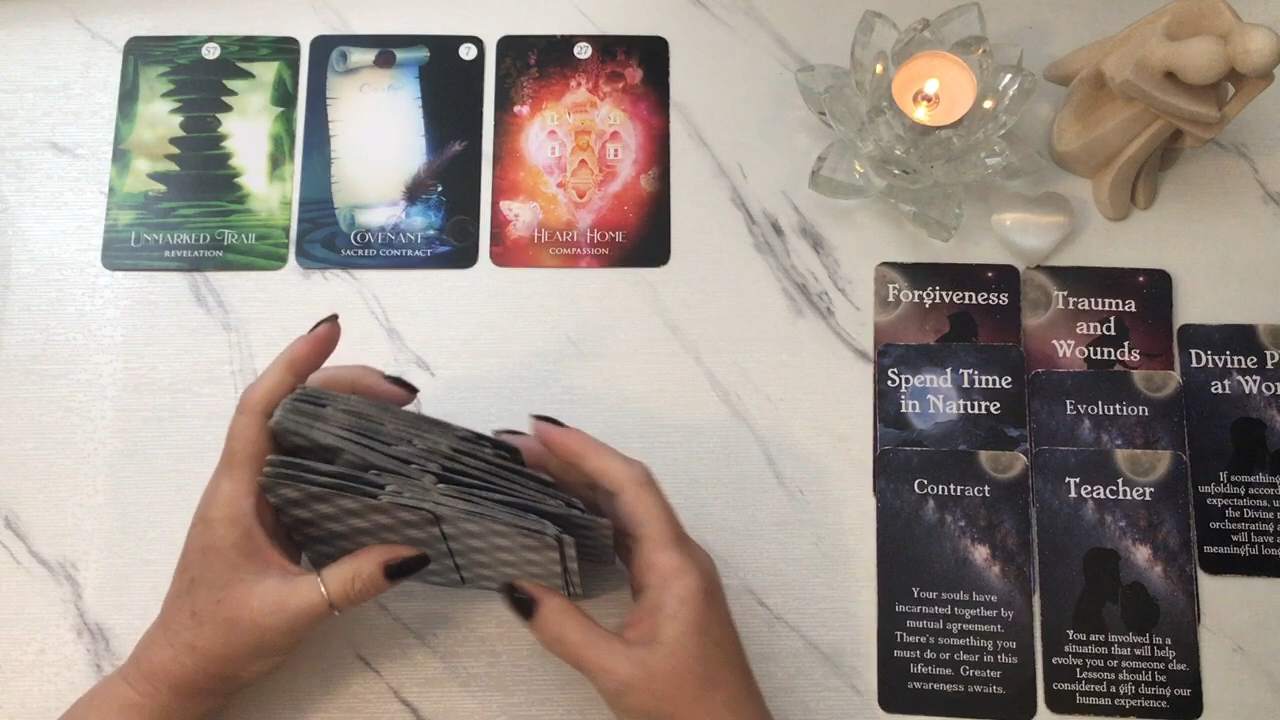 57
UNMARKED TRAIL
REVELATION
7
COVENANT
SACRED CONTRACT
27
HEART HOME
COMPASSION
Forgiveness
Trauma
and
Wounds
Spend Time
in Nature
Evolution
Divine
at
If something
unfolding
expectations,
the Divine
orchestrating
will have a
meaningful
Contract
Your souls have
incarnated together by
mutual agreement.
There's something you
must do or clear in this
lifetime. Greater
awareness awaits.
Teacher
You are involved in a
situation that will help
evolve you or someone else.
Lessons should be
considered a gift during our
human experience.